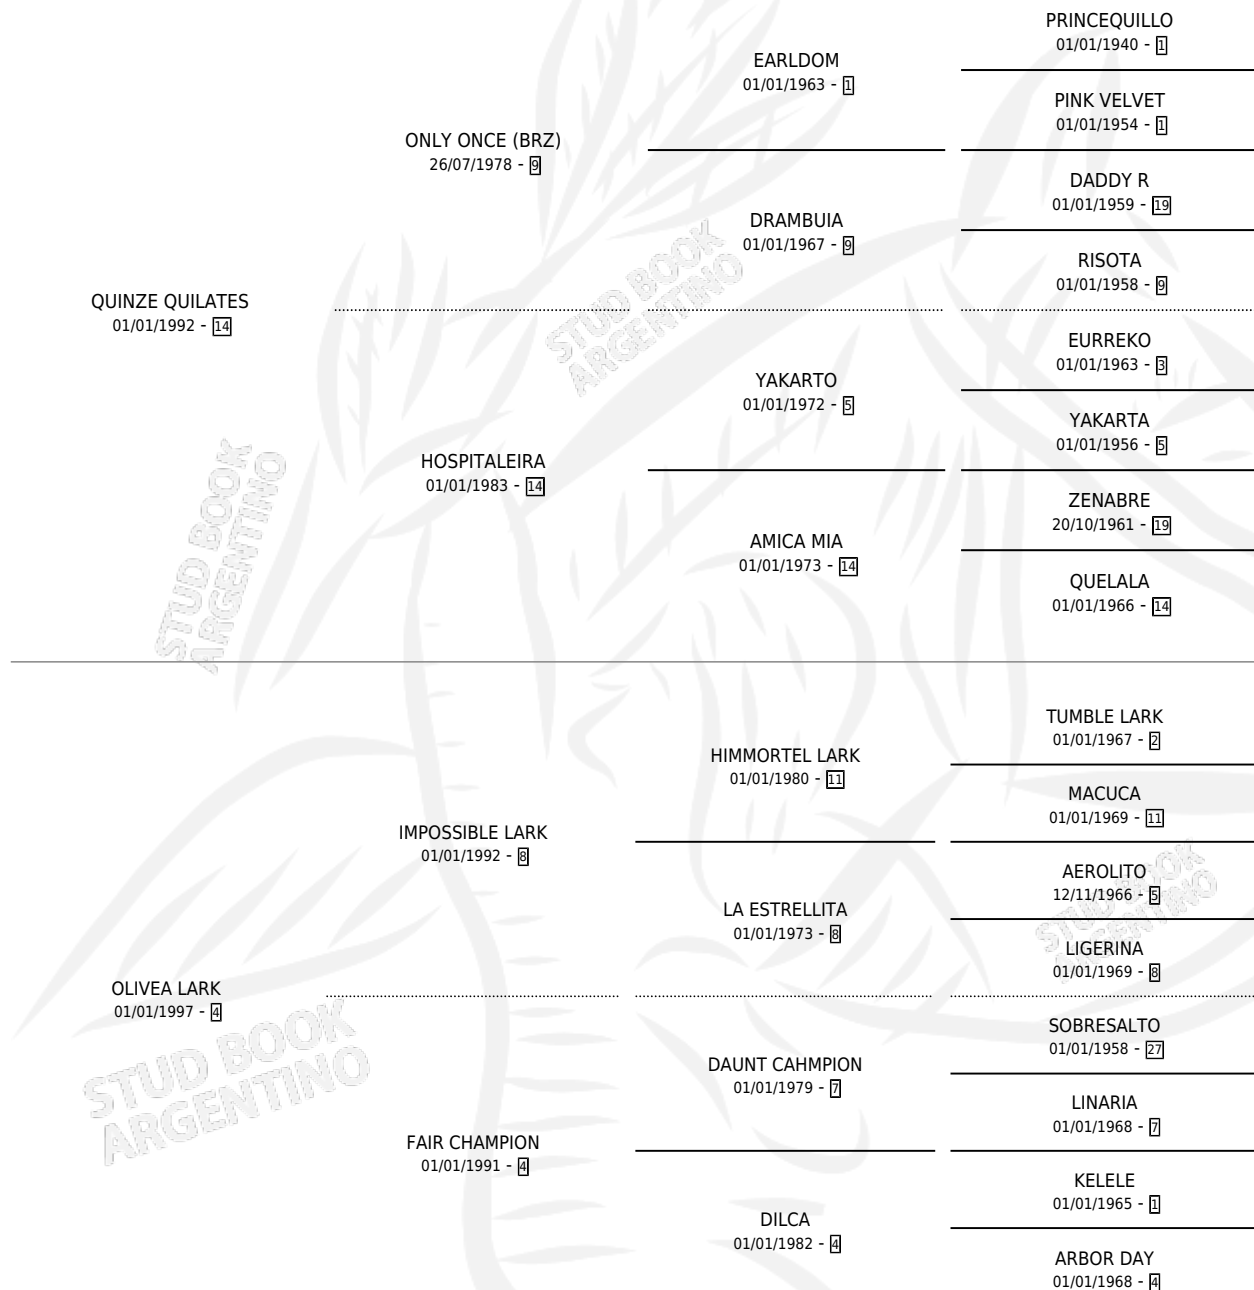 PRINCEQUILLO
01/01/1940 - 1
EARLDOM
01/01/1963 - 1
PINK VELVET
01/01/1954 - 1
ONLY ONCE (BRZ)
26/07/1978 - 9
DADDY R
01/01/1959 - 19
DRAMBUIA
01/01/1967 - 9
RISOTA
01/01/1958 - 9
QUINZE QUILATES
01/01/1992 - 14
STUD BOOK
ARGENTINO
EURREKO
01/01/1963 - 3
YAKARTO
01/01/1972 - 5
YAKARTA
01/01/1956 - 5
HOSPITALEIRA
01/01/1983 - 14
ZENABRE
20/10/1961 - 19
AMICA MIA
01/01/1973 - 14
QUELALA
01/01/1966 - 14
STUD BOOK
ARGENTINO
TUMBLE LARK
01/01/1967 - 2
HIMMORTEL LARK
01/01/1980 - 11
MACUCA
01/01/1969 - 11
IMPOSSIBLE LARK
01/01/1992 - 8
AEROLITO
12/11/1966 - 5
LA ESTRELLITA
01/01/1973 - 8
LIGERINA
01/01/1969 - 8
STUD BOOK
ARGENTINO
OLIVEA LARK
01/01/1997 - 4
SOBRESALTO
01/01/1958 - 27
DAUNT CAHMPION
01/01/1979 - 7
LINARIA
01/01/1968 - 7
STUD BOOK
ARGENTINO
FAIR CHAMPION
01/01/1991 - 4
KELELE
01/01/1965 - 1
DILCA
01/01/1982 - 4
ARBOR DAY
01/01/1968 - 4